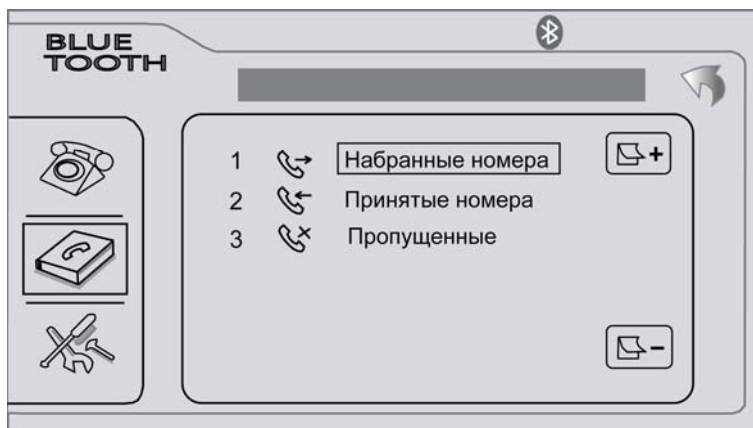 BLUE
TOOTH
1 Набранные номера
2 Принятые номера
3 Пропущенные
+
-